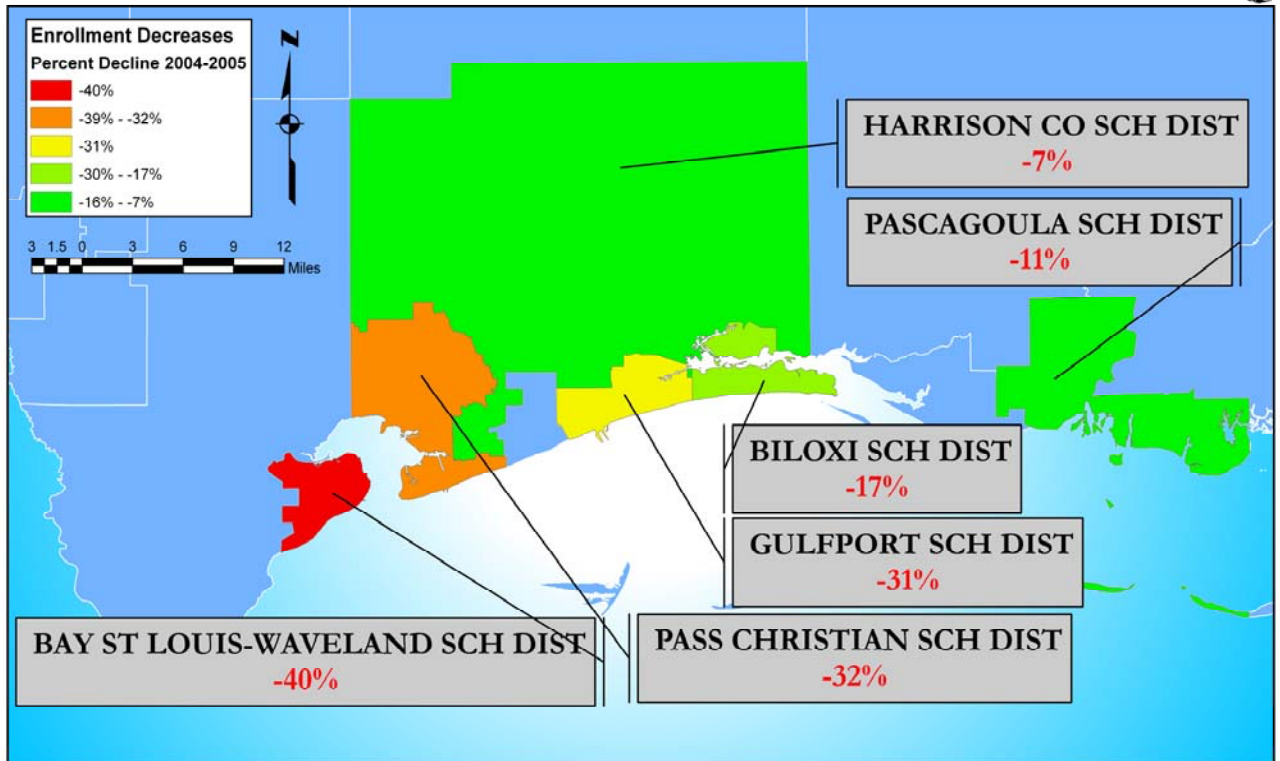 Enrollment Decreases
Percent Decline 2004-2005
-40%
-39% - -32%
-31%
-30% - -17%
-16% - -7%
N
3 1.5 0 3 6 9 12
Miles
HARRISON CO SCH DIST
-7%
PASCAGOULA SCH DIST
-11%
BILOXI SCH DIST
-17%
GULFPORT SCH DIST
-31%
BAY ST LOUIS-WAVELAND SCH DIST
-40%
PASS CHRISTIAN SCH DIST
-32%